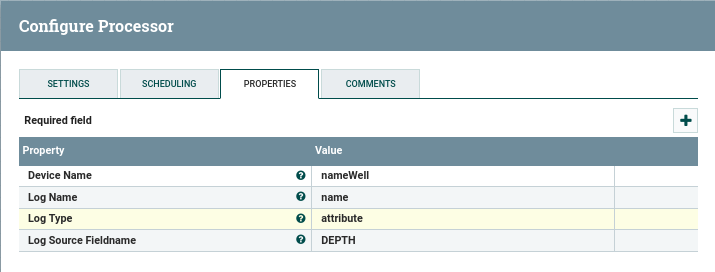 Configure Processor
SETTINGS SCHEDULING PROPERTIES COMMENTS
Required field
Property Value
Device Name nameWell
Log Name name
Log Type attribute
Log Source Fieldname DEPTH